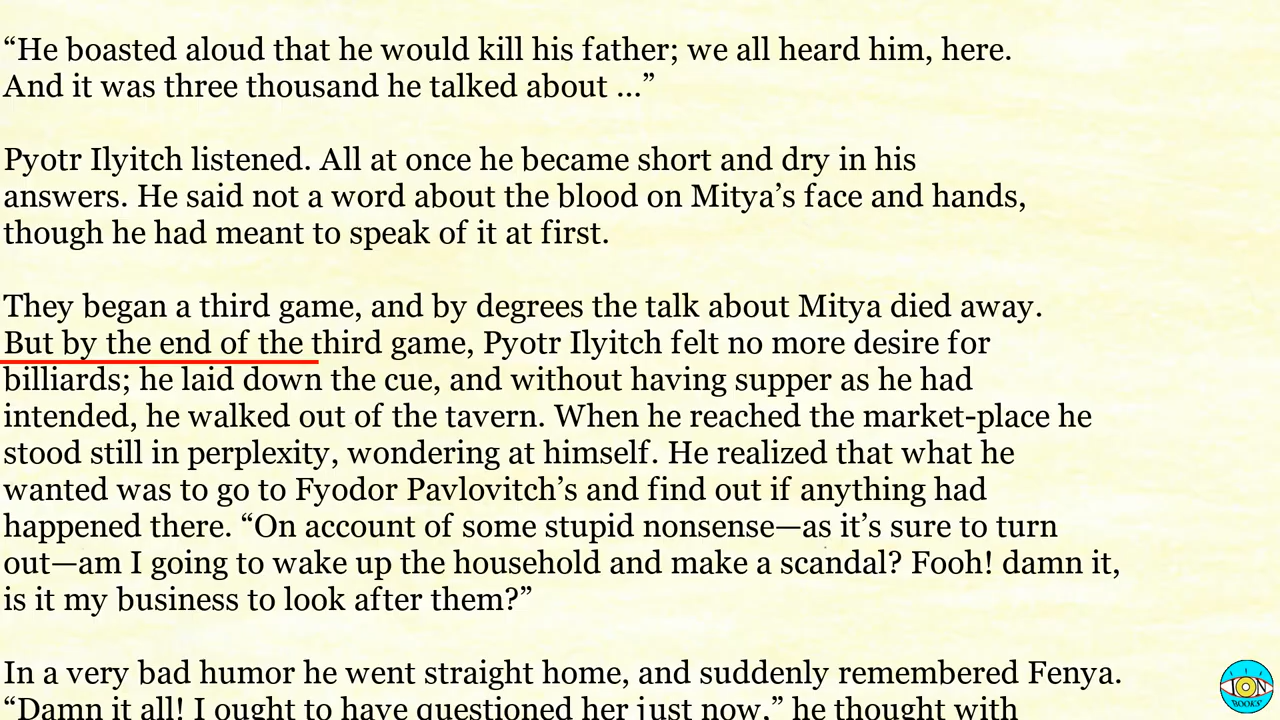 “He boasted aloud that he would kill his father; we all heard him, here.
And it was three thousand he talked about ...”
Pyotr Ilyitch listened. All at once he became short and dry in his
answers. He said not a word about the blood on Mitya’s face and hands,
though he had meant to speak of it at first.
They began a third game, and by degrees the talk about Mitya died away.
But by the end of the third game, Pyotr Ilyitch felt no more desire for
billiards; he laid down the cue, and without having supper as he had
intended, he walked out of the tavern. When he reached the market-place he
stood still in perplexity, wondering at himself. He realized that what he
wanted was to go to Fyodor Pavlovitch’s and find out if anything had
happened there. “On account of some stupid nonsense—as it’s sure to turn
out—am I going to wake up the household and make a scandal? Fooh! damn it,
is it my business to look after them?”
In a very bad humor he went straight home, and suddenly remembered Fenya.
“Damn it all! I ought to have questioned her just now,” he thought with
ION
BOOKS